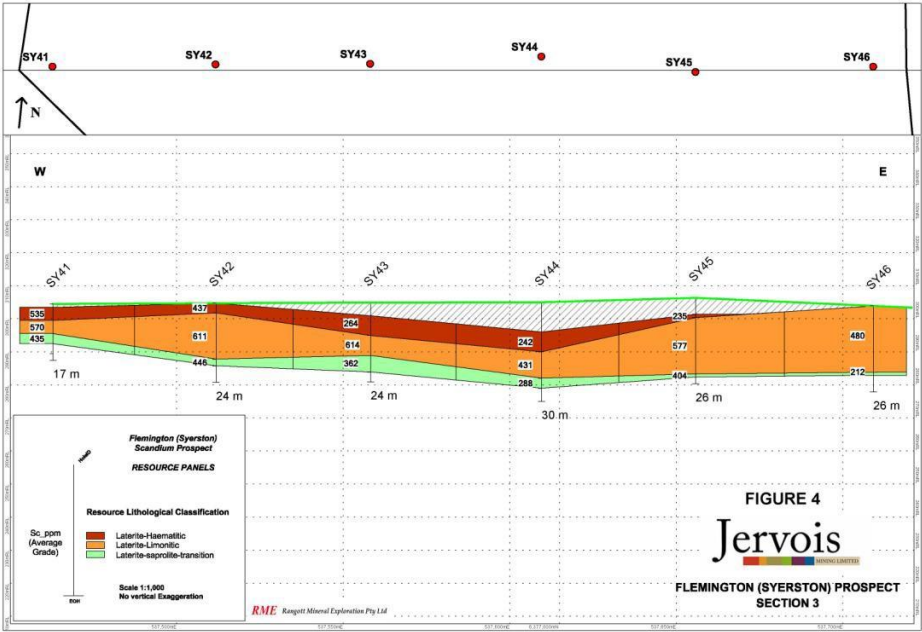 SY41
SY42
SY43
SY44
SY45
SY46
N
W
E
SY41
SY42
SY43
SY44
SY45
SY46
535
437
264
242
235
480
570
611
614
431
577
212
435
446
362
288
404
17 m
24 m
24 m
30 m
26 m
26 m
Flemington (Syerston)
Scandium Prospect
RESOURCE PANELS
HoleID
Resource Lithological Classification
Sc_ppm
(Average
Grade)
Laterite-Haematitic
Laterite-Limonitic
Laterite-saprolite-transition
Scale 1:1,000
No vertical Exaggeration
EOH
RME Rangott Mineral Exploration Pty Ltd
FIGURE 4
Jervois
MINING LIMITED
FLEMINGTON (SYERSTON) PROSPECT
SECTION 3